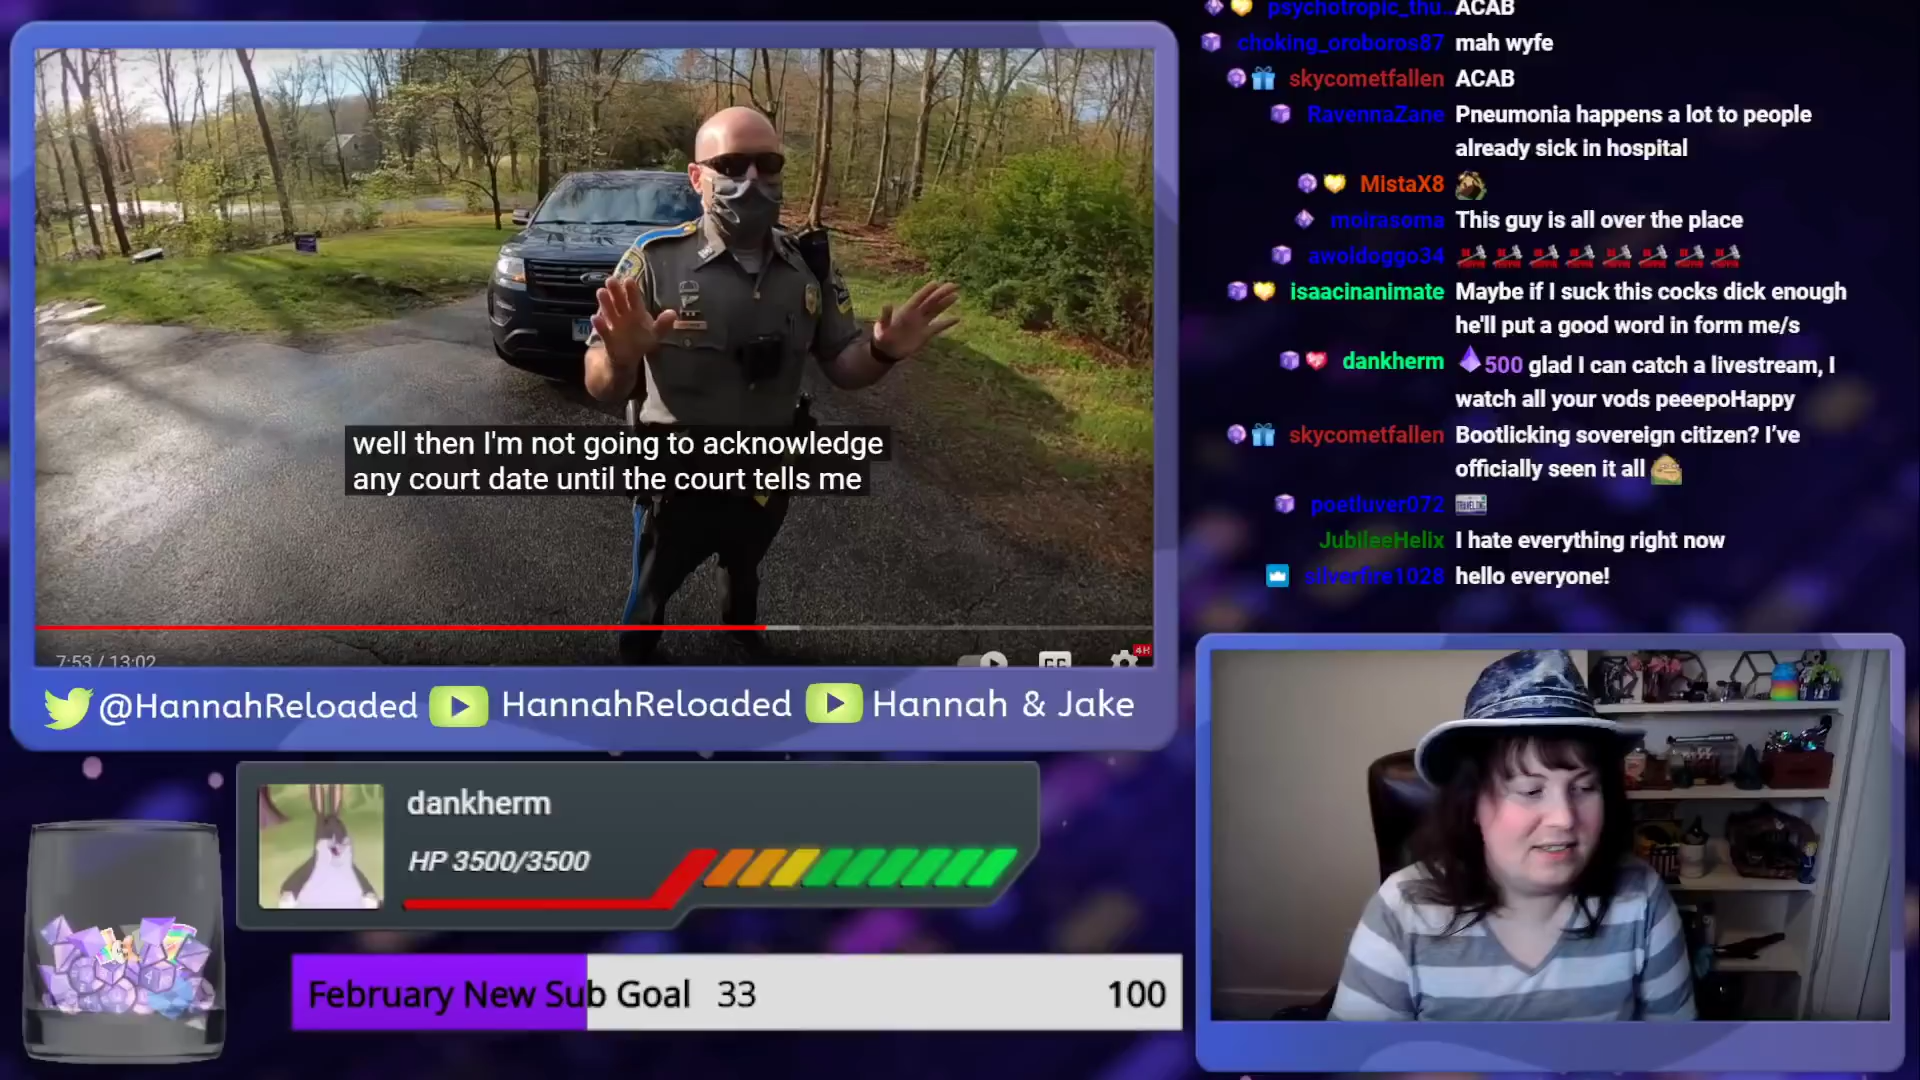 psychotropic_thu... ACAB
choking_oroboros87 mah wyfe
skycometfallen ACAB
RavennaZane Pneumonia happens a lot to people
already sick in hospital
MistaX8
moirasoma This guy is all over the place
awoldoggo34
isaacinanimate Maybe if I suck this cocks dick enough
he'll put a good word in form me/s
dankherm 500 glad I can catch a livestream, I
watch all your vods peeepoHappy
skycometfallen Bootlicking sovereign citizen? I've
officially seen it all
poetluver072
JubileeHelix I hate everything right now
silverfire1028 hello everyone!
well then I'm not going to acknowledge
any court date until the court tells me
7:53 / 13:02
CC
4K
@HannahReloaded HannahReloaded Hannah & Jake
dankherm
HP 3500/3500
February New Sub Goal 33 100